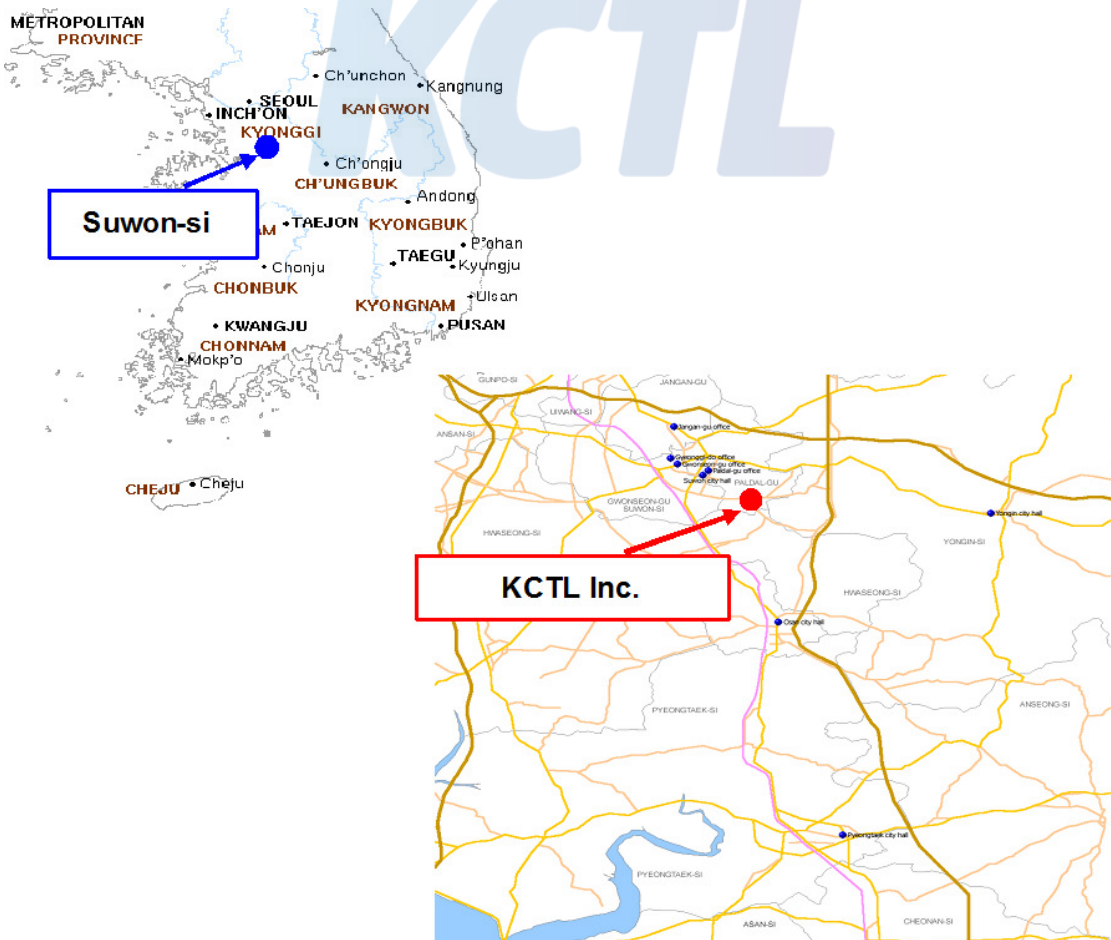 KCTL
METROPOLITAN
PROVINCE
Ch'unchon
Kangnung
SEOUL
INCH'ON
KANGWON
KYONGGI
Ch'ongju
CH'UNGBUK
Suwon-si
Andong
AM
TAEJON
KYONGBUK
P'ohan
TAEGU
Kyungju
Chonju
CHONBUK
Ulsan
KYONGNAM
KWANGJU
PUSAN
CHONNAM
Mokp'o
CHEJU
Cheju
GUNPO-SI
JANGAN-GU
UIWANG-SI
Jangan-gu office
ANSAN-SI
Gyeonggi-do office
Gwonseon-gu office
Paldal-gu office
Suwon city hall
PALDAL-GU
GWONSEON-GU
SUWON-SI
Yongin city hall
HWASEONG-SI
YONGIN-SI
KCTL Inc.
HWASEONG-SI
Osan city hall
PYEONGTAEK-SI
ANSEONG-SI
Pyeongtaek city hall
PYEONGTAEK-SI
ASAN-SI
CHEONAN-SI